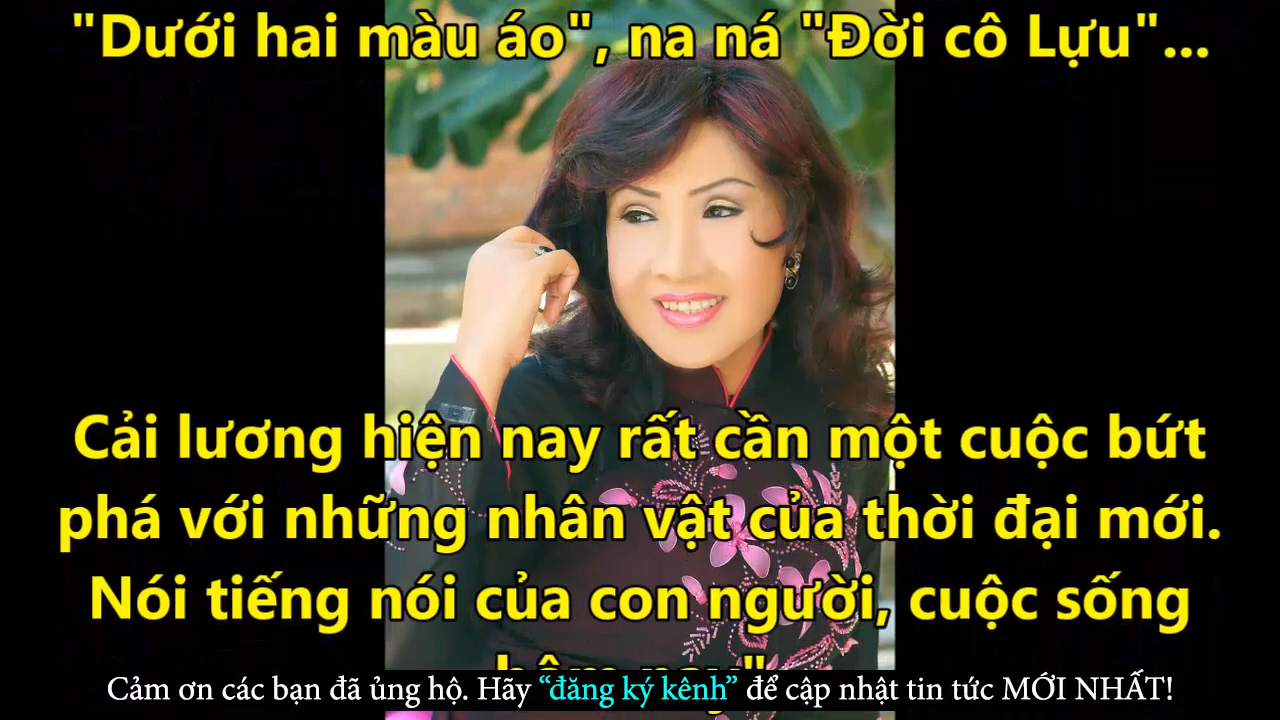 "Dưới hai màu áo", na ná "Đời cô Lựu"...
Cải lương hiện nay rất cần một cuộc bứt
phá với những nhân vật của thời đại mới.
Nói tiếng nói của con người, cuộc sống
hôm nay"
Cảm ơn các bạn đã ủng hộ. Hãy “đăng ký kênh” để cập nhật tin tức MỚI NHẤT!